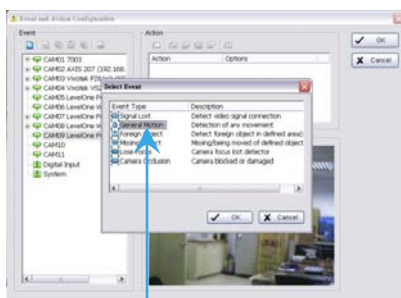 Event and Action Configuration
Event
Action
OK
Cancel
Action Options
CAM01 7003
CAM02 AXIS 207 (192.168.
CAM03 Vivotek
CAM04 Vivotek
CAM05 LevelOne
CAM06 LevelOne
CAM07 LevelOne
CAM08 LevelOne
CAM09 LevelOne
CAM10
CAM11
Digital Input
System
Select Event
Event Type Description
Signal Lost Detect video signal connection
General Motion Detection of any movement
Foreign Object Detect foreign object in defined area(s
Missing Object Missing/being moved of defined object
Lose Focus Camera focus lost detector
Camera Occlusion Camera blocked or damaged
OK Cancel